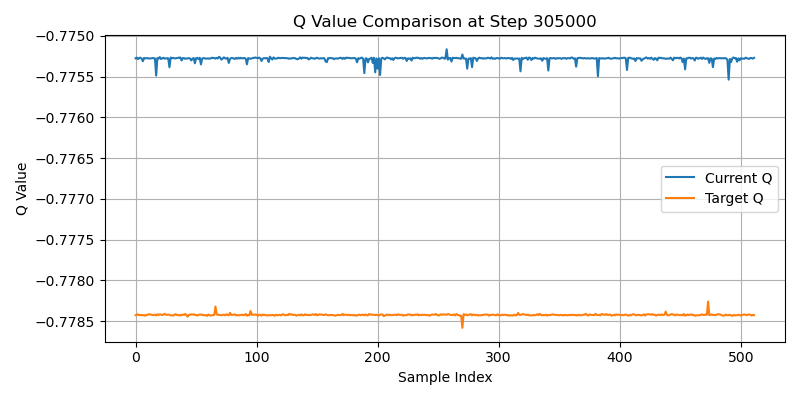 Q Value Comparison at Step 305000
Q Value
−0.7750
−0.7755
−0.7760
−0.7765
−0.7770
−0.7775
−0.7780
−0.7785
Current Q
Target Q
0
100
200
300
400
500
Sample Index